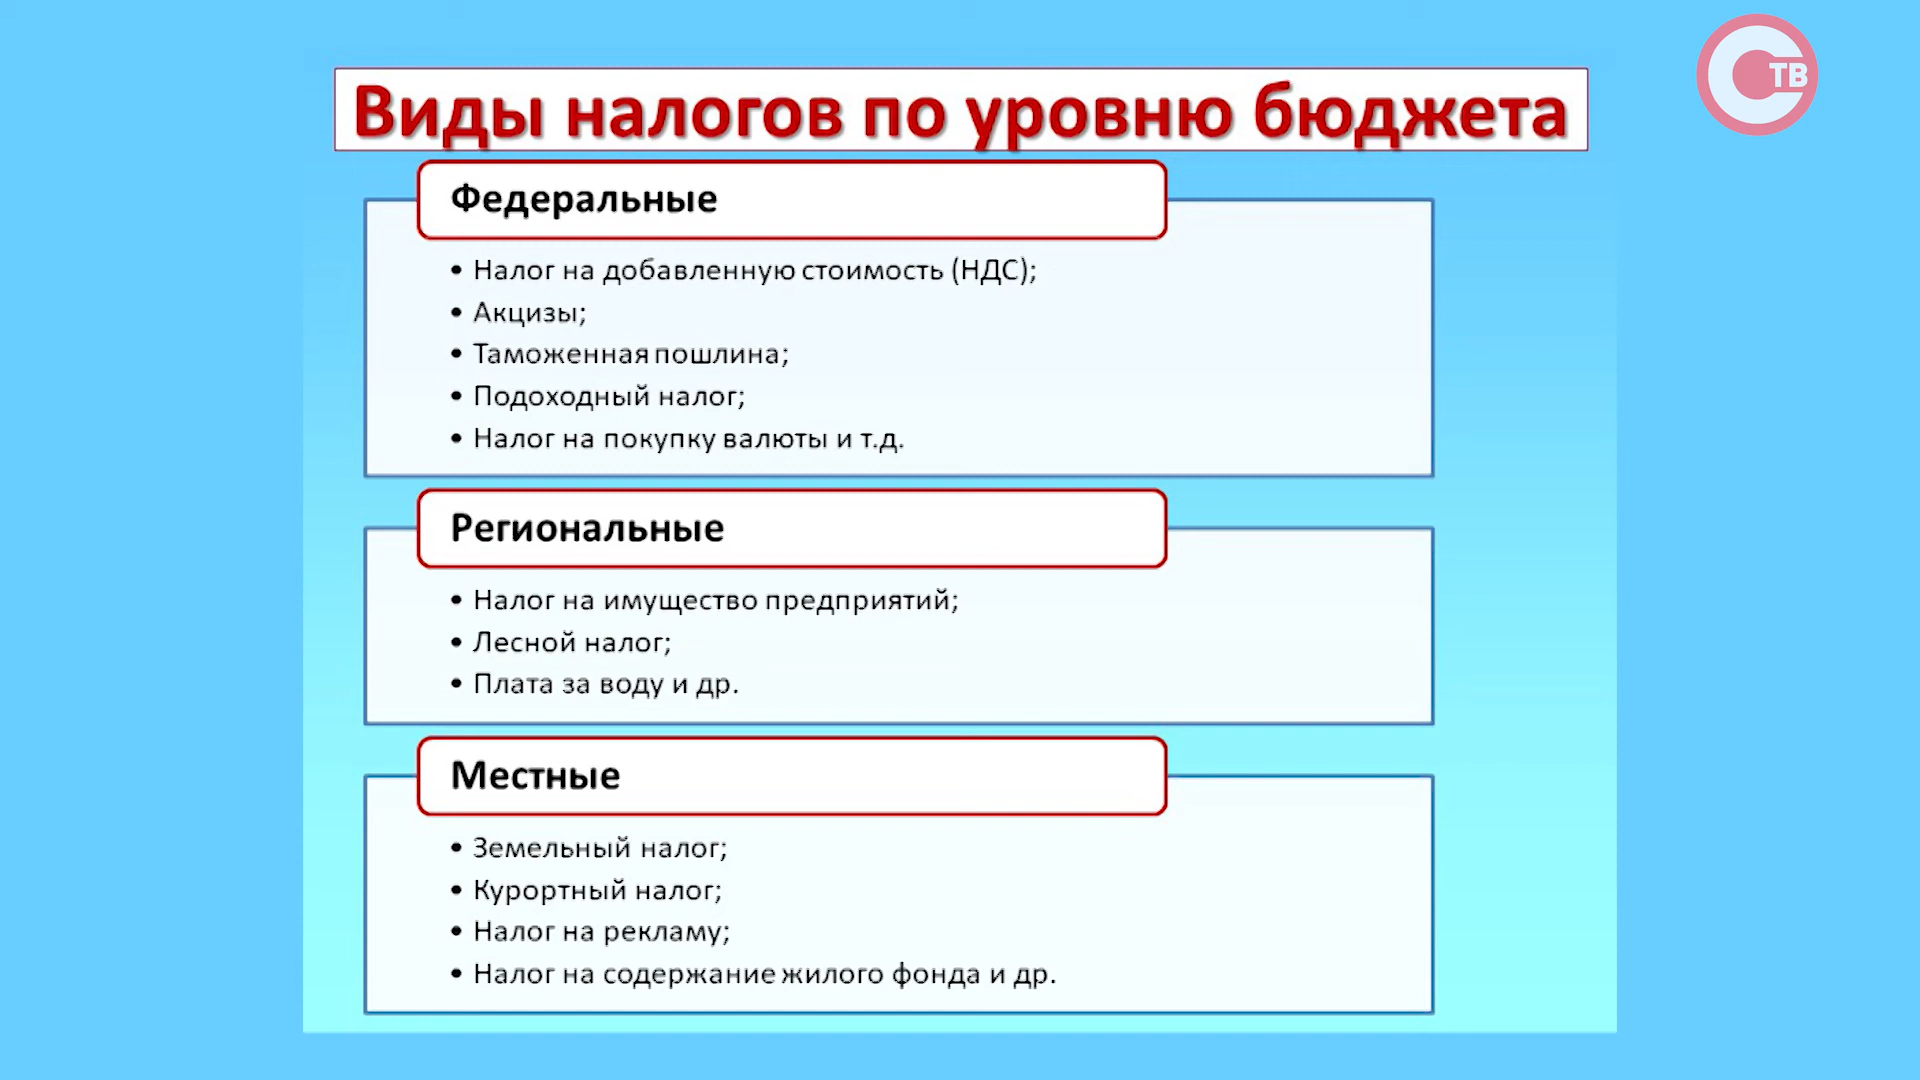 Виды налогов по уровню бюджета
СТВ
Федеральные
• Налог на добавленную стоимость (НДС);
• Акцизы;
• Таможенная пошлина;
• Подоходный налог;
• Налог на покупку валюты и т.д.
Региональные
• Налог на имущество предприятий;
• Лесной налог;
• Плата за воду и др.
Местные
• Земельный налог;
• Курортный налог;
• Налог на рекламу;
• Налог на содержание жилого фонда и др.